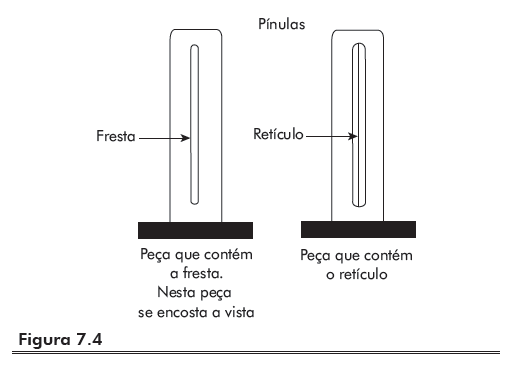 Pínulas
Fresta
Retículo
Peça que contém
a fresta.
Nesta peça
se encosta a vista
Peça que contém
o retículo
Figura 7.4